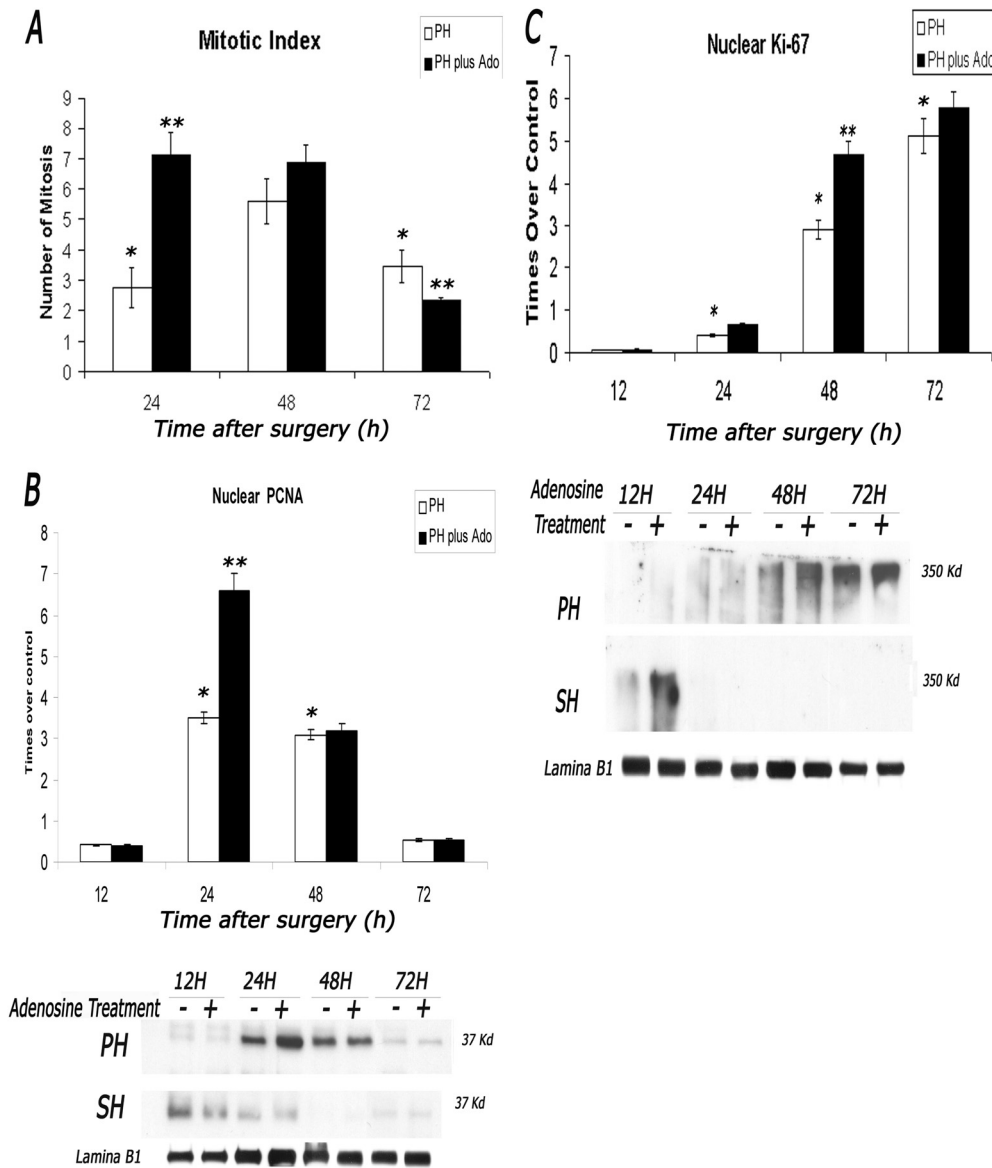 A
Mitotic Index
PH
PH plus Ado
Number of Mitosis
9
8
7
6
5
4
3
2
1
0
*
**
*
**
24
48
72
Time after surgery (h)
B
Nuclear PCNA
PH
PH plus Ado
Times over control
8
7
6
5
4
3
2
1
0
*
**
*
12
24
48
72
Time after surgery (h)
12H 24H 48H 72H
Adenosine Treatment - + - + - + - +
PH 37 Kd
SH 37 Kd
Lamina B1
C
Nuclear Ki-67
PH
PH plus Ado
Times Over Control
7
6
5
4
3
2
1
0
*
*
**
*
12
24
48
72
Time after surgery (h)
Adenosine 12H 24H 48H 72H
Treatment - + - + - + - +
PH 350 Kd
SH 350 Kd
Lamina B1